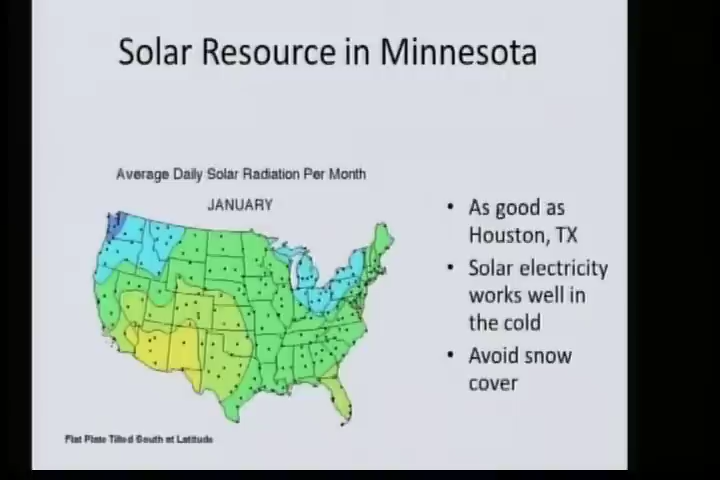 Solar Resource in Minnesota
Average Daily Solar Radiation Per Month
JANUARY
• As good as
Houston, TX
• Solar electricity
works well in
the cold
• Avoid snow
cover
Flat Plate Tilted South at Latitude